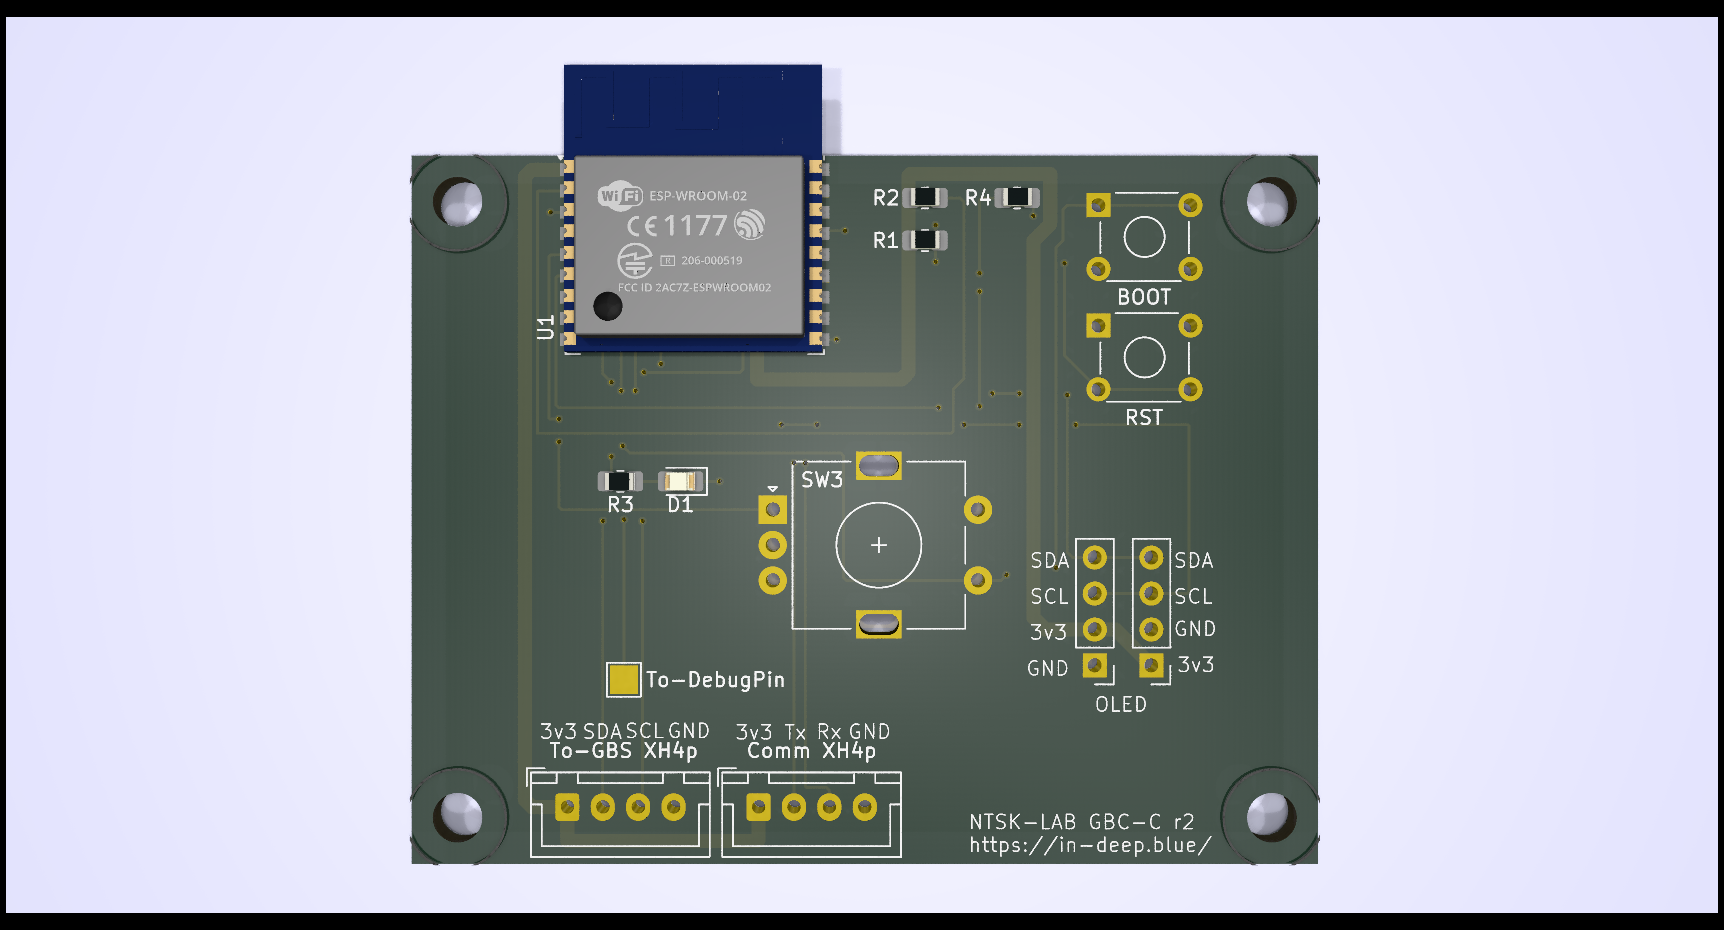 WiFi ESP-WROOM-02
CE 1177
R 206-000519
FCC ID 2AC7Z-ESPWROOM02
U1
R2
R4
R1
BOOT
RST
SW3
R3
D1
SDA SDA
SCL SCL
3v3 GND
GND 3v3
OLED
To-DebugPin
3v3 SDA SCL GND
To-GBS XH4p
3v3 Tx Rx GND
Comm XH4p
NTSK-LAB GBC-C r2
https://in-deep.blue/